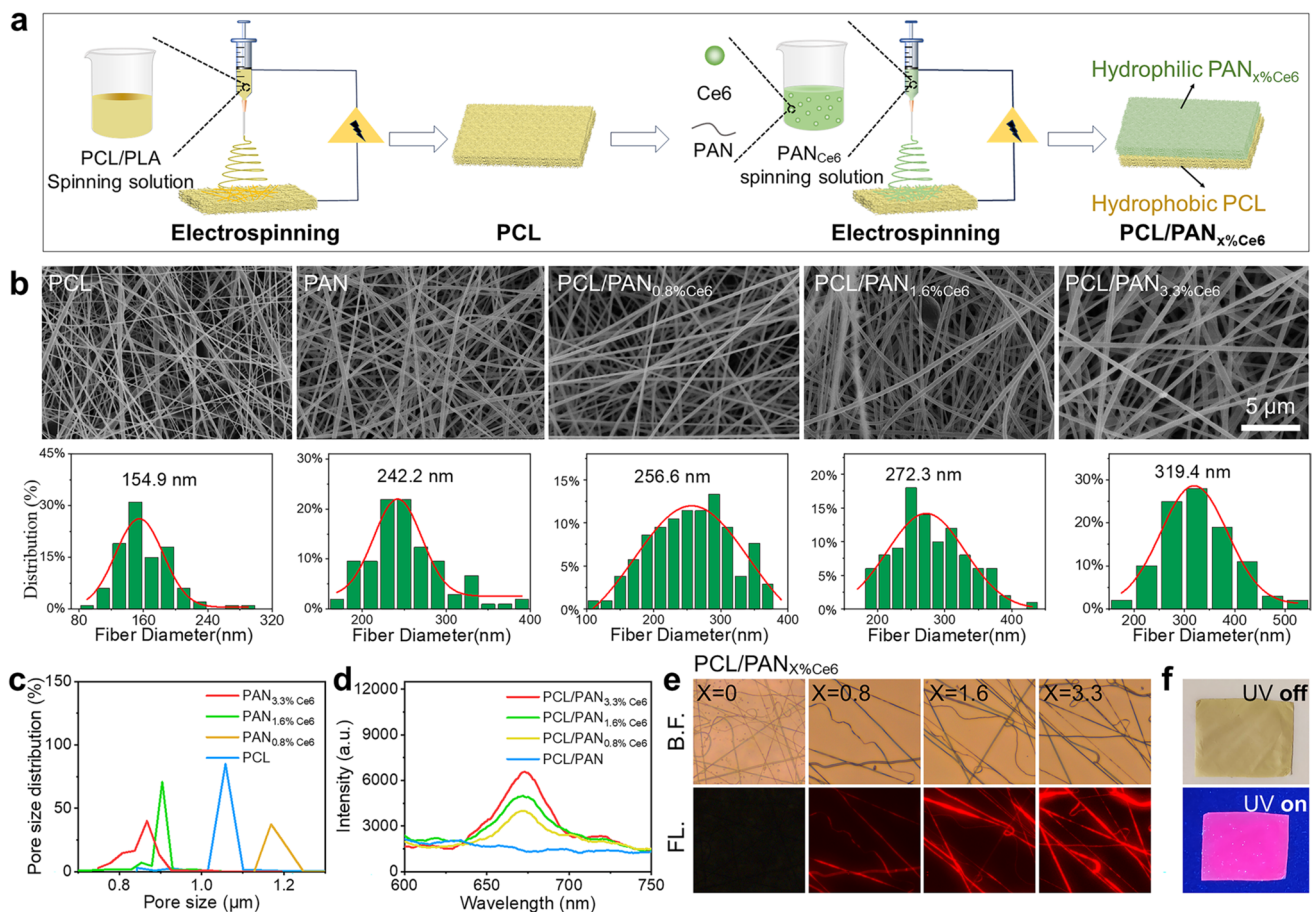 a
PCL/PLA
Spinning solution
Electrospinning
PCL
Ce6
PAN
PANCe6
spinning solution
Electrospinning
Hydrophilic PANx%Ce6
Hydrophobic PCL
PCL/PANx%Ce6
b
PCL
PAN
PCL/PAN0.8%Ce6
PCL/PAN1.6%Ce6
PCL/PAN3.3%Ce6
5 µm
Distribution (%)
45%
30%
15%
0%
154.9 nm
80 160 240 320
Fiber Diameter(nm)
30%
20%
10%
0%
242.2 nm
200 300 400
Fiber Diameter(nm)
15%
10%
5%
0%
256.6 nm
100 200 300 400
Fiber Diameter(nm)
20%
15%
10%
5%
0%
272.3 nm
200 300 400
Fiber Diameter(nm)
30%
20%
10%
0%
319.4 nm
200 300 400 500
Fiber Diameter(nm)
c
Pore size distribution (%)
150
100
50
0
PAN3.3% Ce6
PAN1.6% Ce6
PAN0.8% Ce6
PCL
0.8 1.0 1.2
Pore size (µm)
d
Intensity (a.u.)
12000
9000
6000
3000
0
PCL/PAN3.3% Ce6
PCL/PAN1.6% Ce6
PCL/PAN0.8% Ce6
PCL/PAN
600 650 700 750
Wavelength (nm)
e
PCL/PANX%Ce6
B.F.
X=0
X=0.8
X=1.6
X=3.3
FL.
f
UV off
UV on